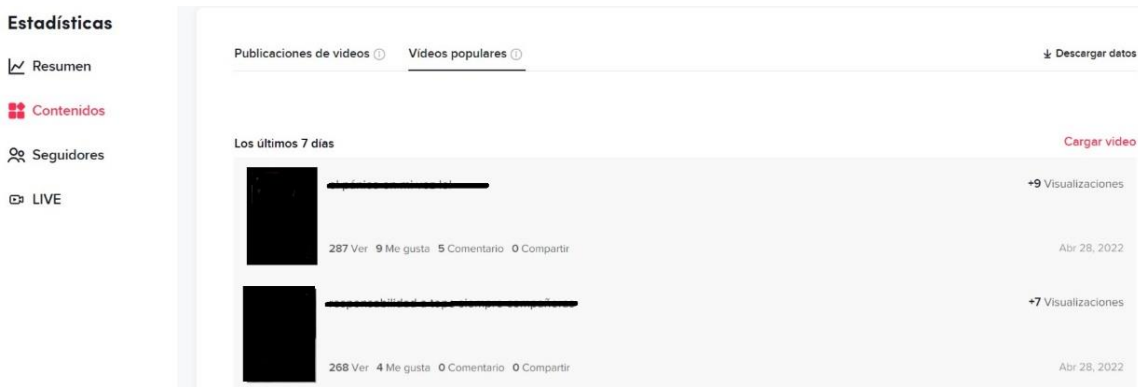 Estadísticas
Resumen
Contenidos
Seguidores
LIVE
Publicaciones de videos Vídeos populares Descargar datos
Los últimos 7 días Cargar video
+9 Visualizaciones
287 Ver 9 Me gusta 5 Comentario 0 Compartir Abr 28, 2022
+7 Visualizaciones
268 Ver 4 Me gusta 0 Comentario 0 Compartir Abr 28, 2022